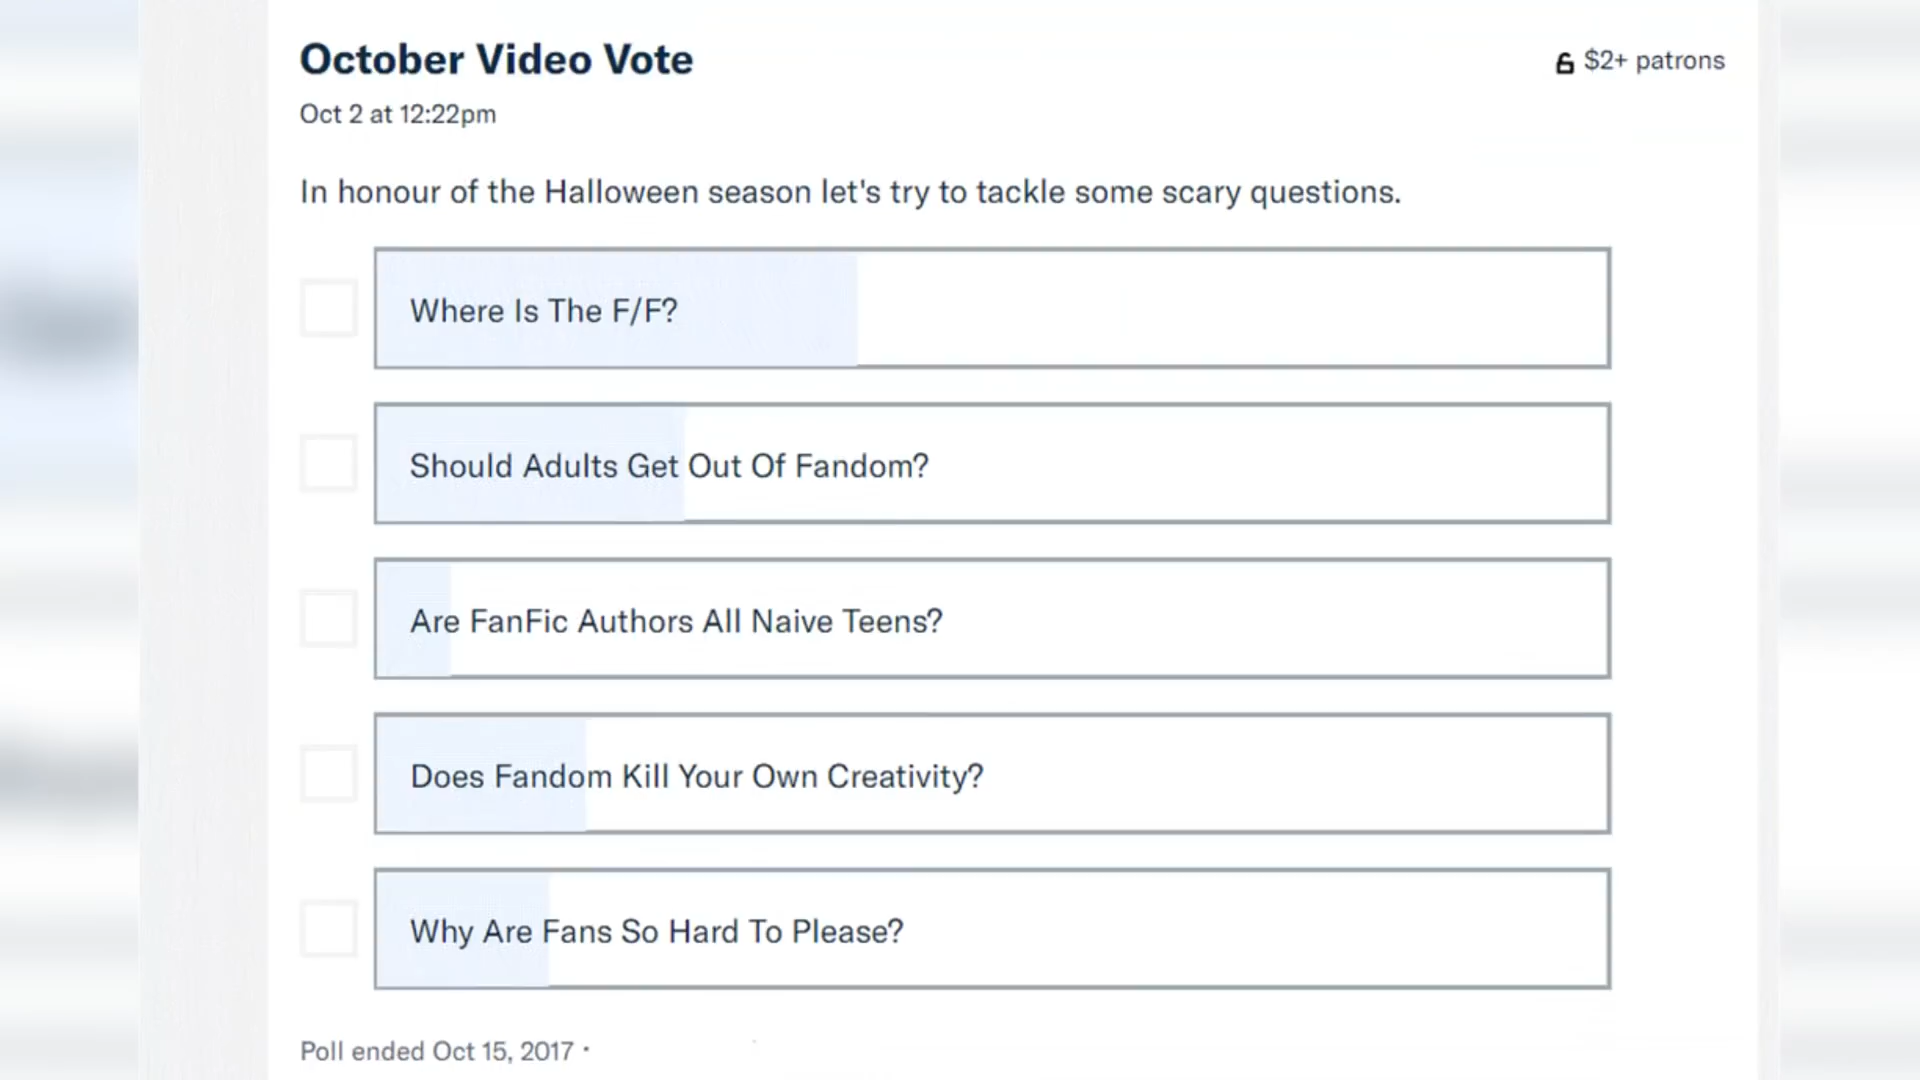 October Video Vote
$2+ patrons
Oct 2 at 12:22pm
In honour of the Halloween season let's try to tackle some scary questions.
Where Is The F/F?
Should Adults Get Out Of Fandom?
Are FanFic Authors All Naive Teens?
Does Fandom Kill Your Own Creativity?
Why Are Fans So Hard To Please?
Poll ended Oct 15, 2017 •